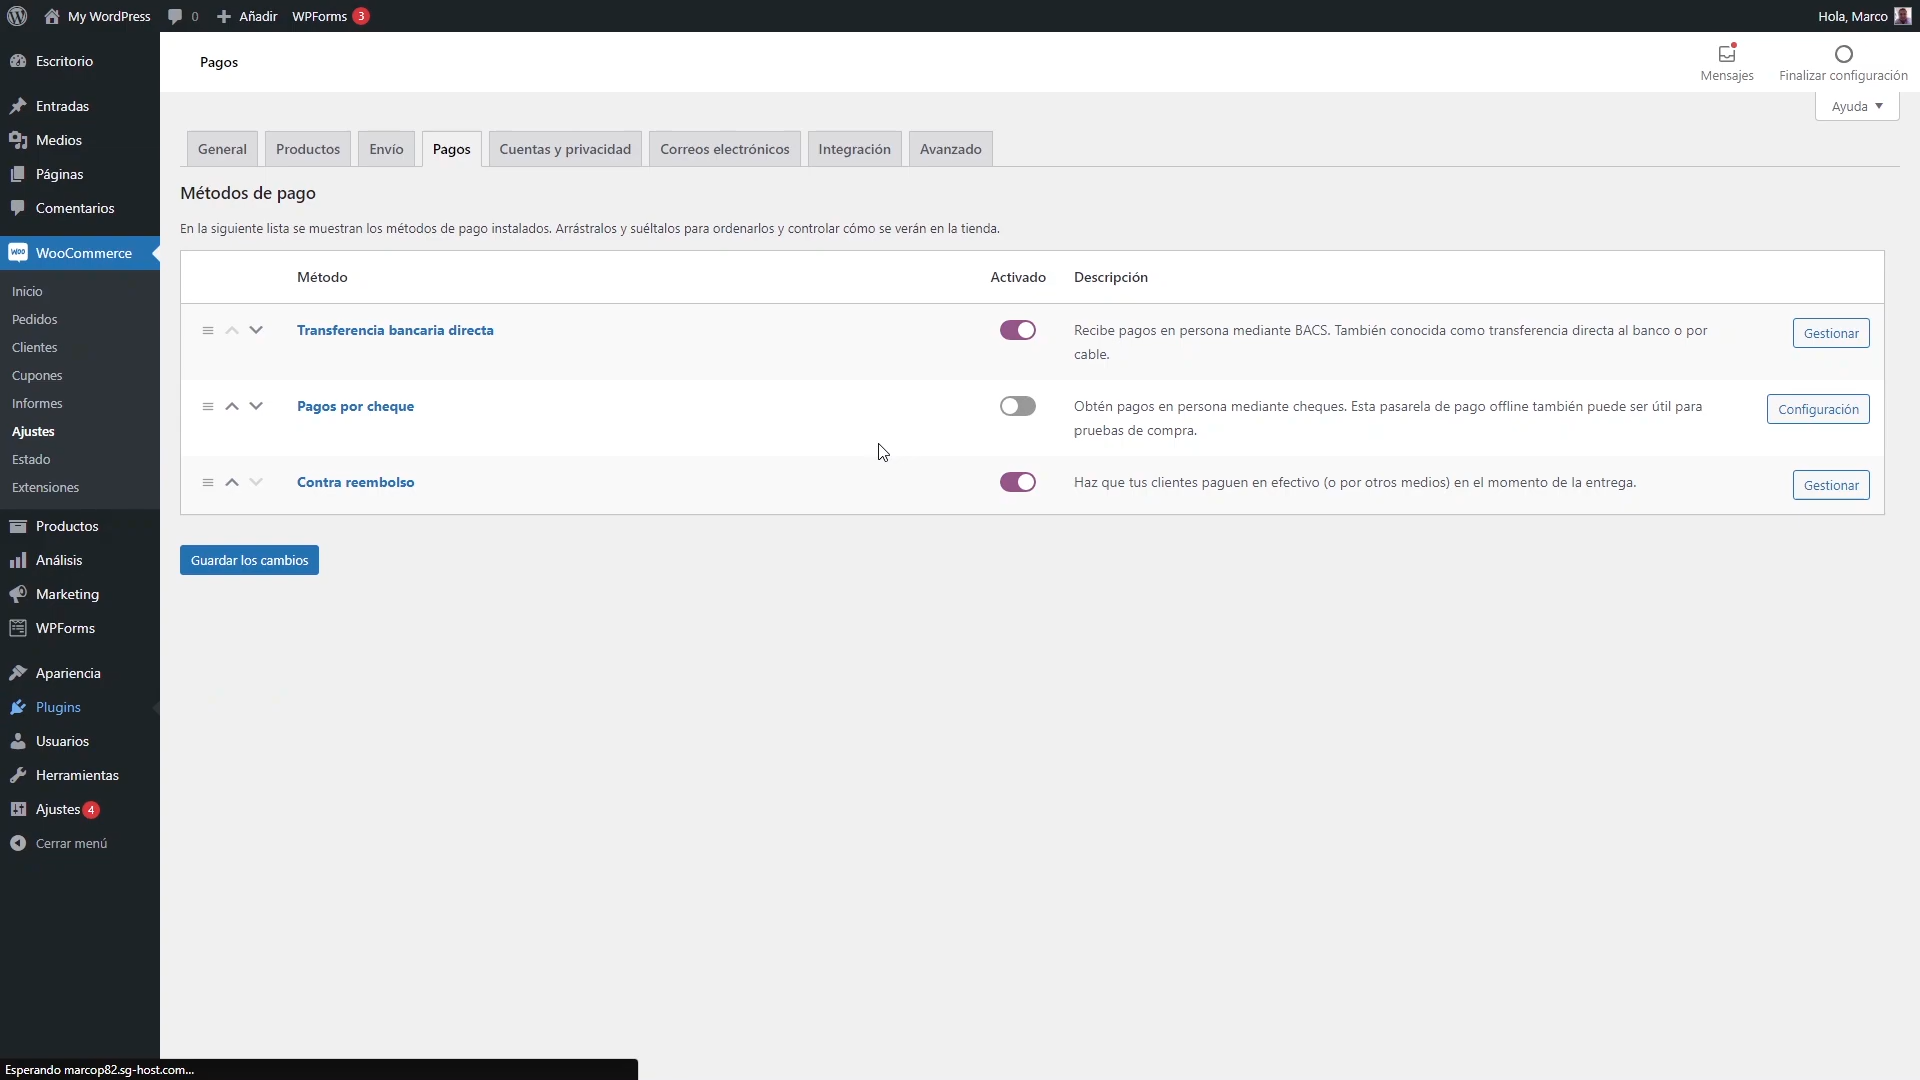 My WordPress
0
Añadir
WPForms 3
Hola, Marco
Escritorio
Entradas
Medios
Páginas
Comentarios
WOO WooCommerce
Inicio
Pedidos
Clientes
Cupones
Informes
Ajustes
Estado
Extensiones
Productos
Análisis
Marketing
WPForms
Apariencia
Plugins
Usuarios
Herramientas
Ajustes 4
Cerrar menú
Pagos
Mensajes
Finalizar configuración
Ayuda
General
Productos
Envío
Pagos
Cuentas y privacidad
Correos electrónicos
Integración
Avanzado
Métodos de pago
En la siguiente lista se muestran los métodos de pago instalados. Arrástralos y suéltalos para ordenarlos y controlar cómo se verán en la tienda.
Método
Activado
Descripción
Transferencia bancaria directa
Recibe pagos en persona mediante BACS. También conocida como transferencia directa al banco o por
cable.
Gestionar
Pagos por cheque
Obtén pagos en persona mediante cheques. Esta pasarela de pago offline también puede ser útil para
pruebas de compra.
Configuración
Contra reembolso
Haz que tus clientes paguen en efectivo (o por otros medios) en el momento de la entrega.
Gestionar
Guardar los cambios
Esperando marcop82.sg-host.com...